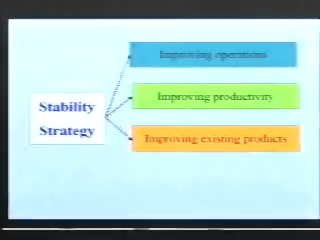 Stability
Strategy
Improving operations
Improving productivity
Improving existing products